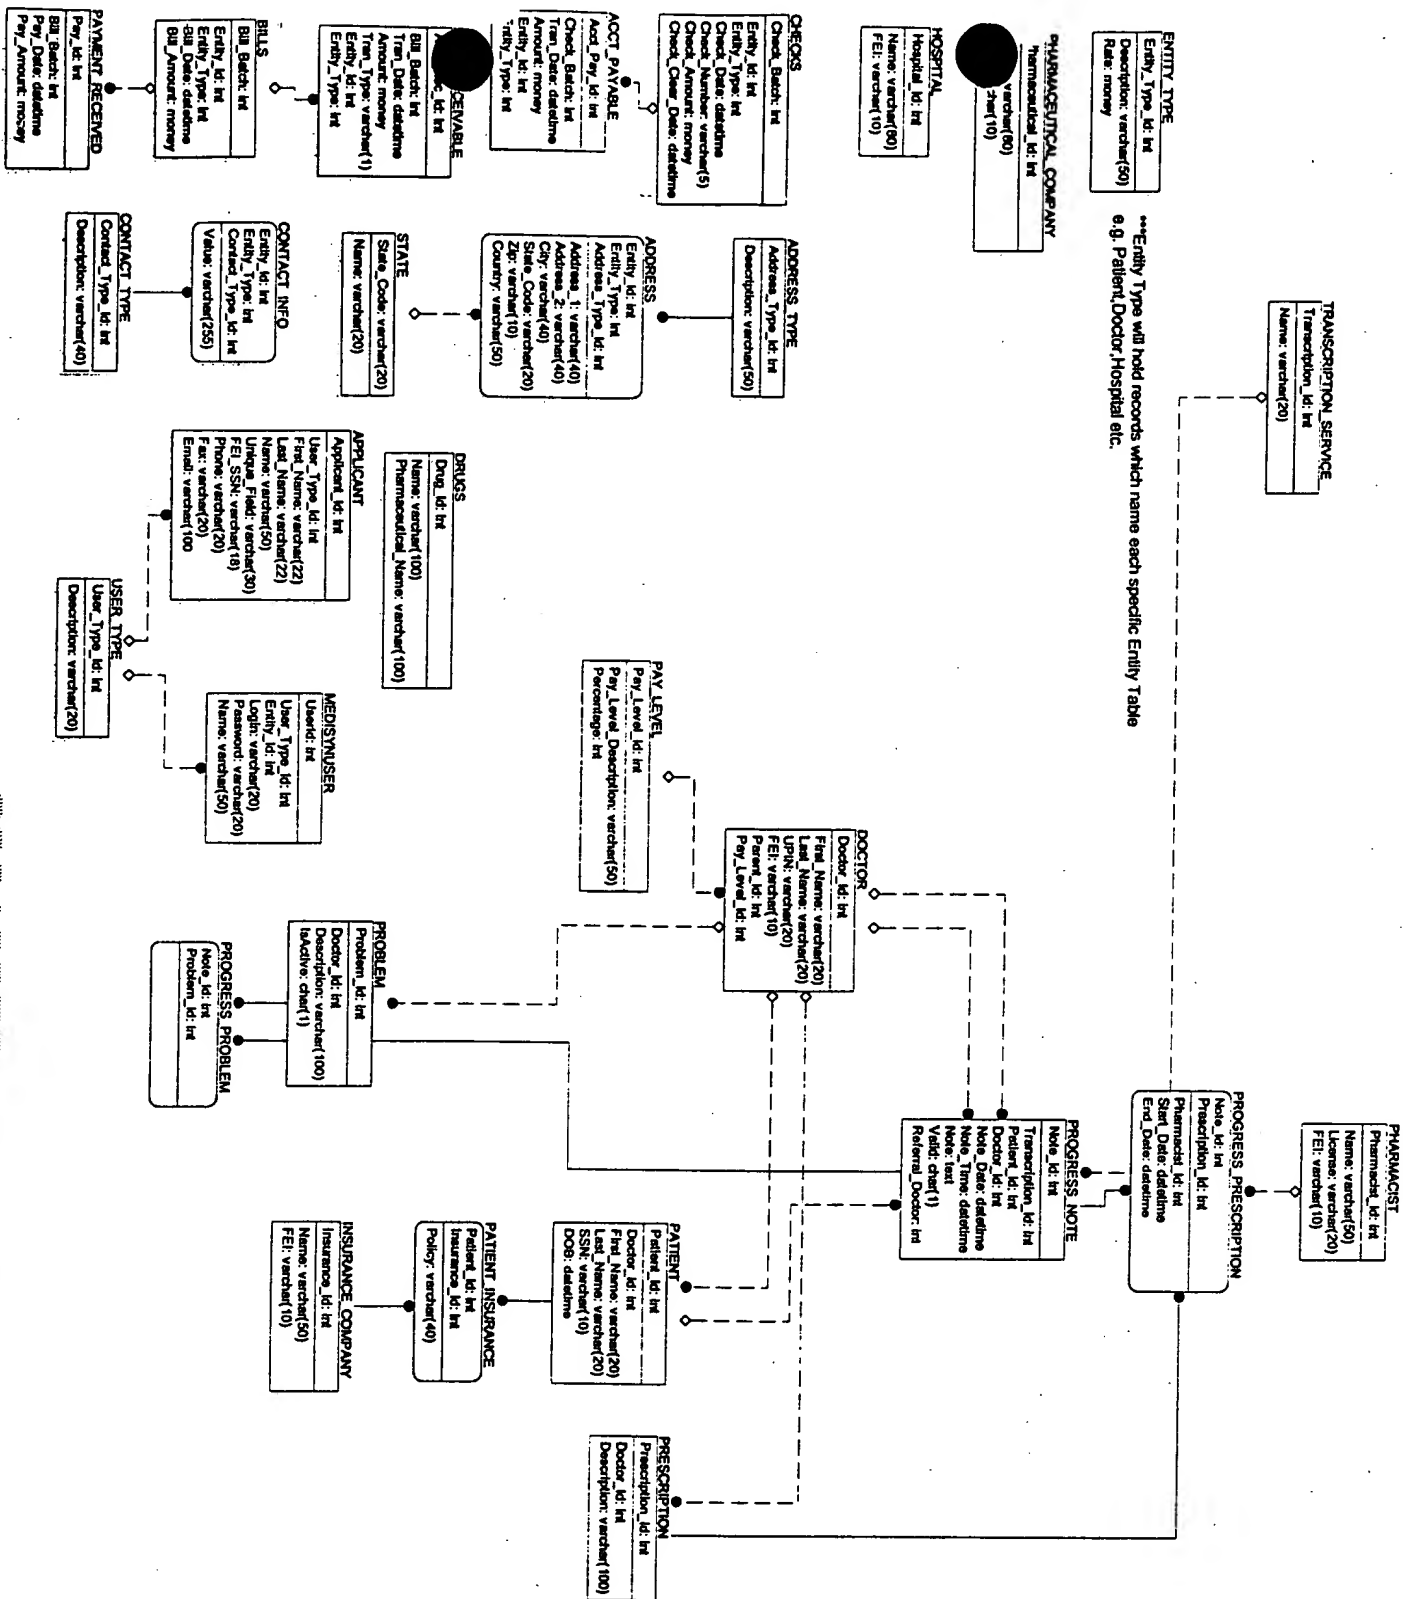 ENTITY_TYPE
Entity_Type_Id: int
Description: varchar(50)
Rate: money
***Entity Type will hold records which name each specific Entity Table
e.g. Patient,Doctor,Hospital etc.
TRANSCRIPTION_SERVICE
Transcription_Id: int
Name: varchar(20)
PHARMACIST
Pharmacist_Id: int
Name: varchar(50)
License: varchar(20)
FEI: varchar(10)
PHARMACEUTICAL_COMPANY
harmaceutical_Id: int
varchar(60)
char(10)
HOSPITAL
Hospital_Id: int
Name: varchar(60)
FEI: varchar(10)
PROGRESS_PRESCRIPTION
Note_Id: int
Prescription_Id: int
Pharmacist_Id: int
Start_Date: datetime
End_Date: datetime
CHECKS
Check_Batch: int
Entity_Id: int
Entity_Type: int
Check_Date: datetime
Check_Number: varchar(5)
Check_Amount: money
Check_Clear_Date: datetime
ADDRESS_TYPE
Address_Type_Id: int
Description: varchar(50)
DOCTOR
Doctor_Id: int
First_Name: varchar(20)
Last_Name: varchar(20)
UPIN: varchar(20)
FEI: varchar(10)
Parent_Id: int
Pay_Level_Id: int
PROGRESS_NOTE
Note_Id: int
Transcription_Id: int
Patient_Id: int
Doctor_Id: int
Note_Date: datetime
Note_Time: datetime
Note: text
Valid: char(1)
Referral_Doctor: int
ACCT_PAYABLE
Acct_Pay_Id: int
Check_Batch: int
Tran_Date: datetime
Amount: money
Entity_Id: int
ntity_Type: int
ADDRESS
Entity_Id: int
Entity_Type: int
Address_Type_Id: int
Address_1: varchar(40)
Address_2: varchar(40)
City: varchar(40)
State_Code: varchar(20)
Zip: varchar(10)
Country: varchar(50)
PAY_LEVEL
Pay_Level_Id: int
Pay_Level_Description: varchar(50)
Percentage: int
PATIENT
Patient_Id: int
Doctor_Id: int
First_Name: varchar(20)
Last_Name: varchar(20)
SSN: varchar(10)
DOB: datetime
PRESCRIPTION
Prescription_Id: int
Doctor_Id: int
Description: varchar(100)
CEIVABLE
c_Id: int
Bill_Batch: int
Tran_Date: datetime
Amount: money
Tran_Type: varchar(1)
Entity_Id: int
Entity_Type: int
STATE
State_Code: varchar(20)
Name: varchar(20)
DRUGS
Drug_Id: int
Name: varchar(100)
Pharmaceutical_Name: varchar(100)
PATIENT_INSURANCE
Patient_Id: int
Insurance_Id: int
Policy: varchar(40)
BILLS
Bill_Batch: int
Entity_Id: int
Entity_Type: int
Bill_Date: datetime
Bill_Amount: money
CONTACT_INFO
Entity_Id: int
Entity_Type: int
Contact_Type_Id: int
Value: varchar(255)
APPLICANT
Applicant_Id: int
User_Type_Id: int
First_Name: varchar(22)
Last_Name: varchar(22)
Name: varchar(50)
Unique_Field: varchar(30)
FEI_SSN: varchar(18)
Phone: varchar(20)
Fax: varchar(20)
Email: varchar(100
MEDISYNUSER
UserId: int
User_Type_Id: int
Entity_Id: int
Login: varchar(20)
Password: varchar(20)
Name: varchar(50)
PROBLEM
Problem_Id: int
Doctor_Id: int
Description: varchar(100)
IsActive: char(1)
INSURANCE_COMPANY
Insurance_Id: int
Name: varchar(50)
FEI: varchar(10)
PAYMENT_RECEIVED
Pay_Id: int
Bill_Batch: int
Pay_Date: datetime
Pay_Amount: money
CONTACT_TYPE
Contact_Type_Id: int
Description: varchar(40)
USER_TYPE
User_Type_Id: int
Description: varchar(20)
PROGRESS_PROBLEM
Note_Id: int
Problem_Id: int